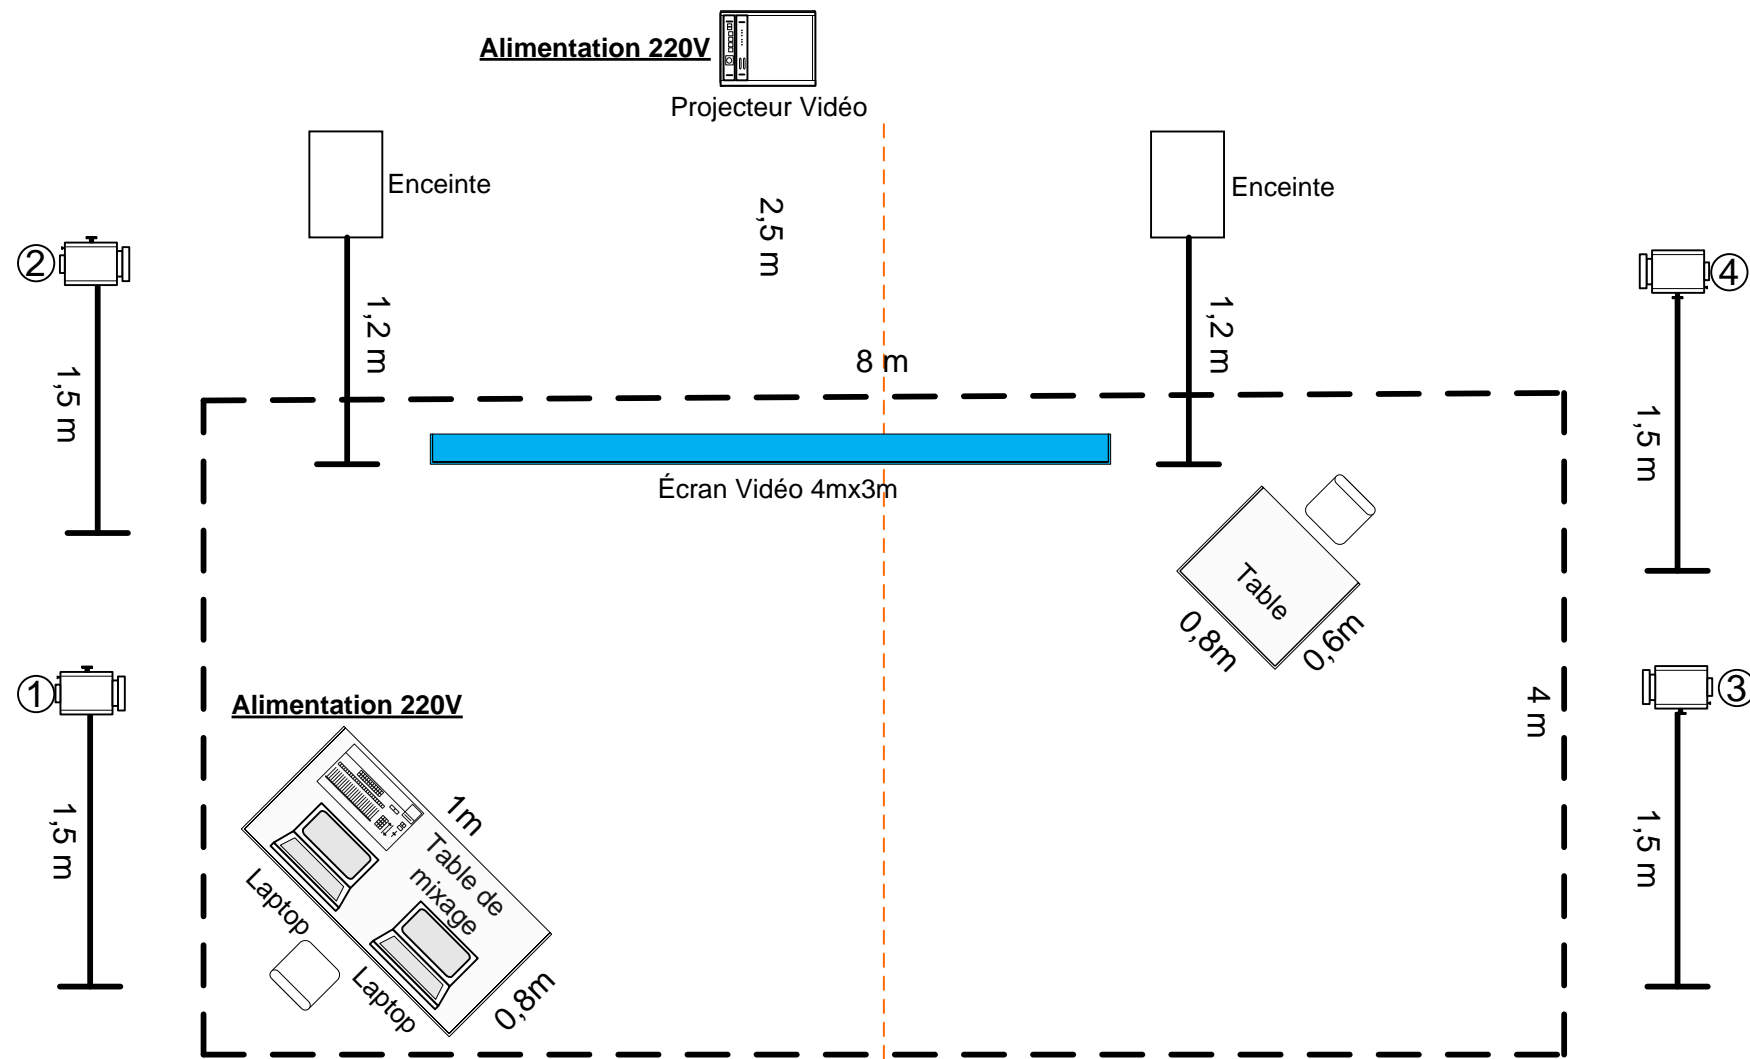 Alimentation 220V
Projecteur Vidéo
Enceinte
Enceinte
2,5 m
2
4
1,2 m
1,2 m
8 m
1,5 m
1,5 m
Écran Vidéo 4mx3m
Table
0,8m
0,6m
1
3
Alimentation 220V
4 m
1,5 m
1,5 m
1m
Table de
mixage
Laptop
Laptop
0,8m